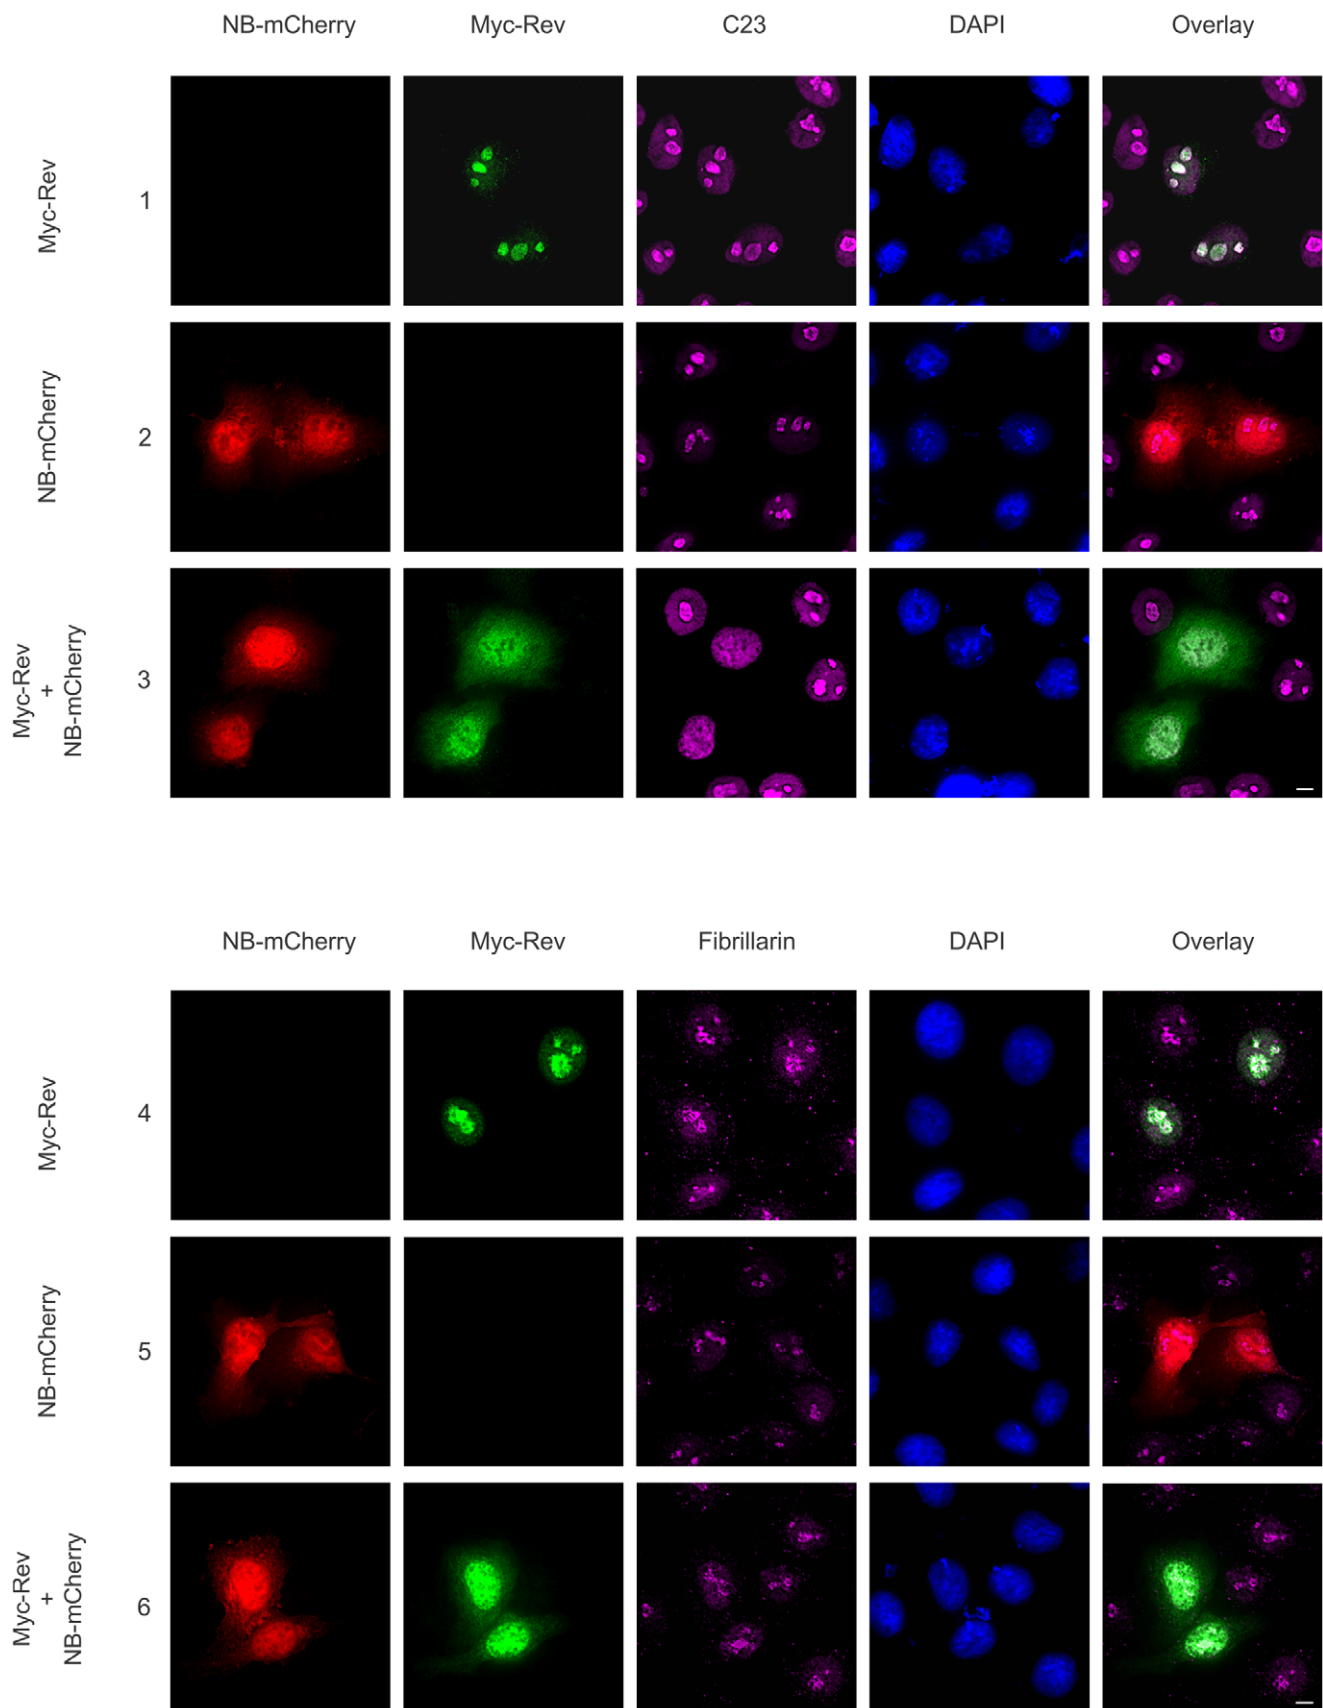 NB-mCherry Myc-Rev C23 DAPI Overlay
Myc-Rev
1
NB-mCherry
2
Myc-Rev
+
NB-mCherry
3
NB-mCherry Myc-Rev Fibrillarin DAPI Overlay
Myc-Rev
4
NB-mCherry
5
Myc-Rev
+
NB-mCherry
6